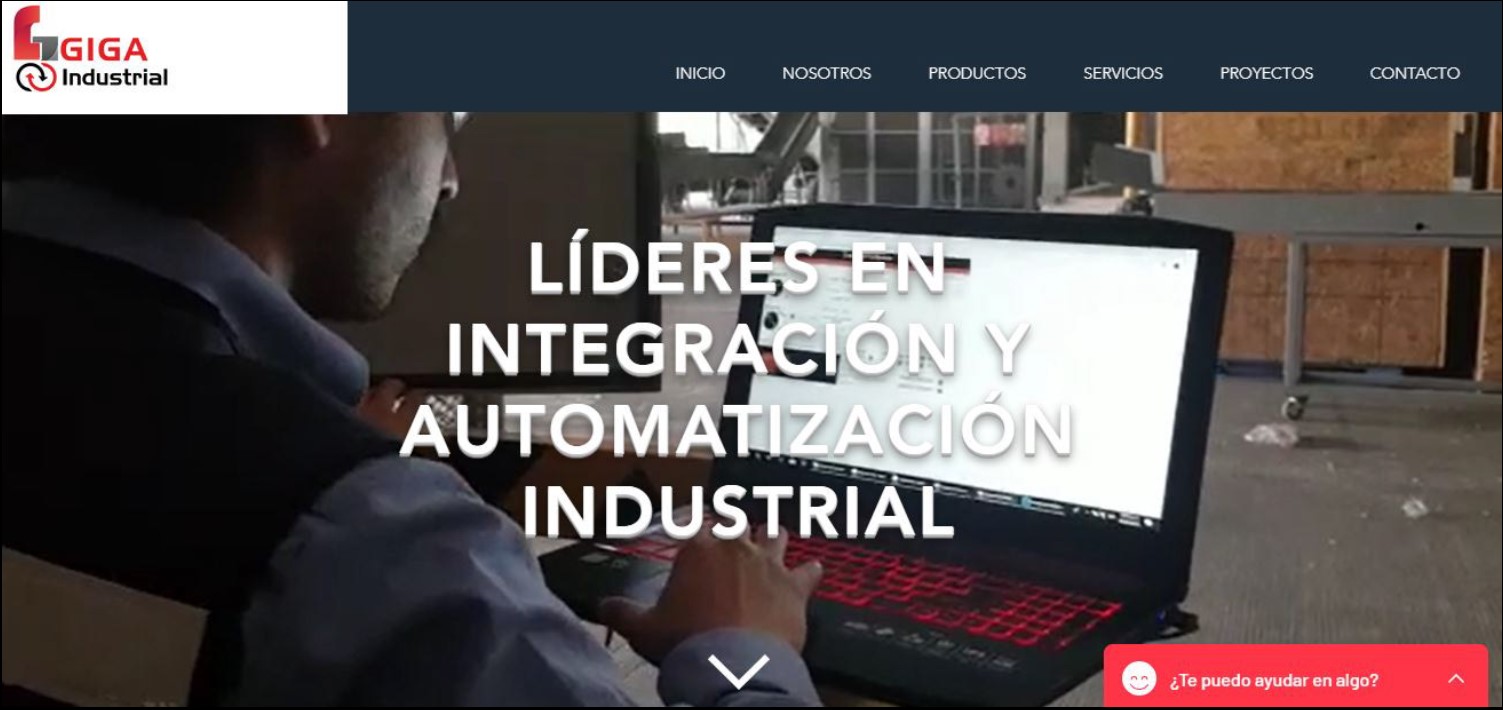 GIGA
Industrial
INICIO NOSOTROS PRODUCTOS SERVICIOS PROYECTOS CONTACTO
LÍDERES EN
INTEGRACIÓN Y
AUTOMATIZACIÓN
INDUSTRIAL
¿Te puedo ayudar en algo?